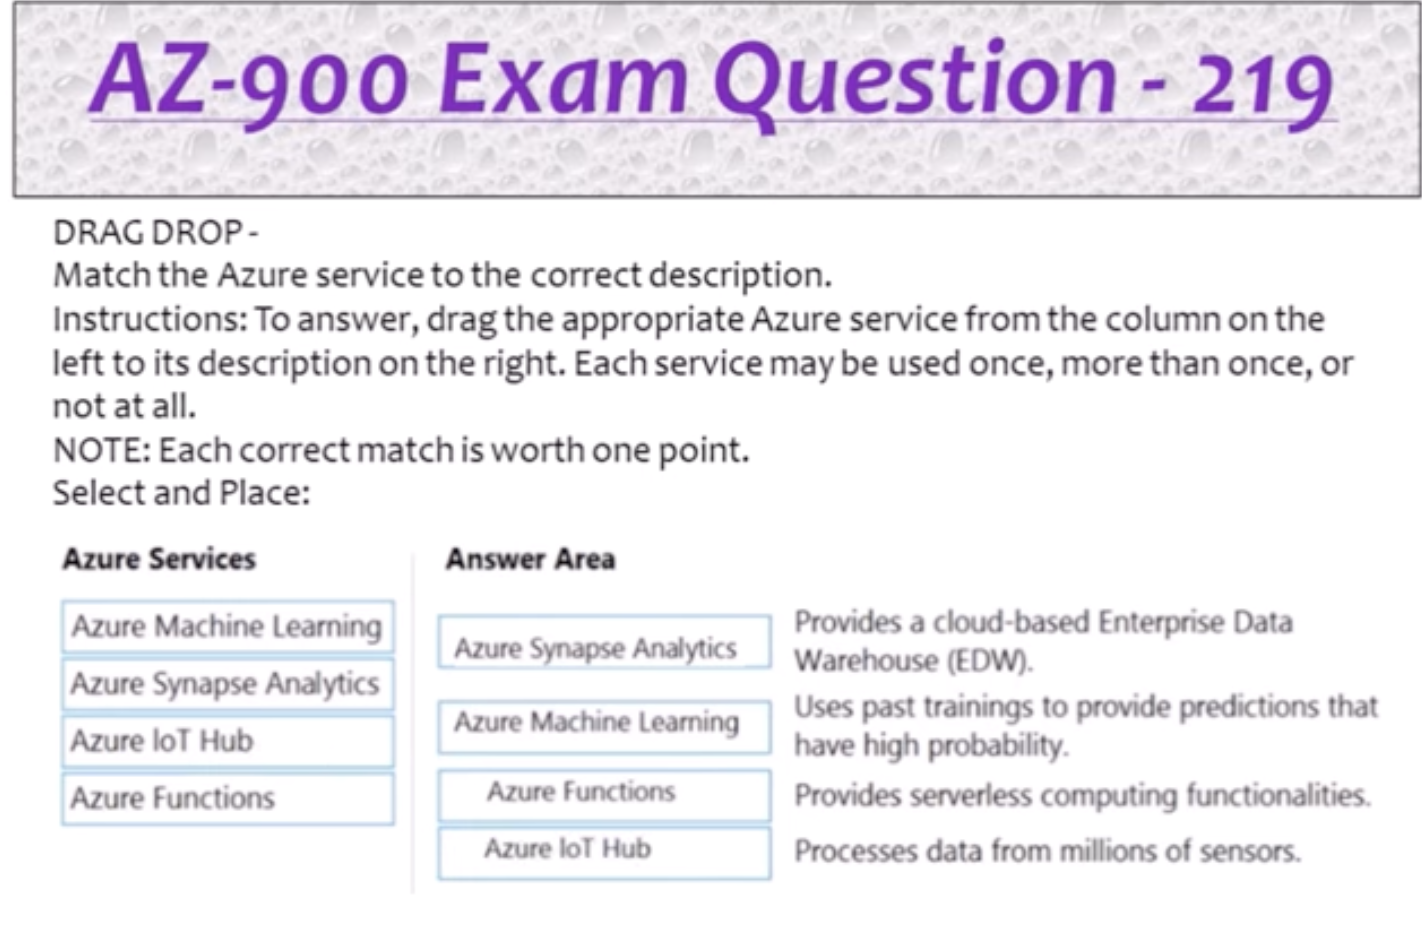 AZ-900 Exam Question - 219
DRAG DROP -
Match the Azure service to the correct description.
Instructions: To answer, drag the appropriate Azure service from the column on the
left to its description on the right. Each service may be used once, more than once, or
not at all.
NOTE: Each correct match is worth one point.
Select and Place:
Azure Services
Azure Machine Learning
Azure Synapse Analytics
Azure IoT Hub
Azure Functions
Answer Area
Azure Synapse Analytics
Provides a cloud-based Enterprise Data
Warehouse (EDW).
Azure Machine Learning
Uses past trainings to provide predictions that
have high probability.
Azure Functions
Provides serverless computing functionalities.
Azure IoT Hub
Processes data from millions of sensors.